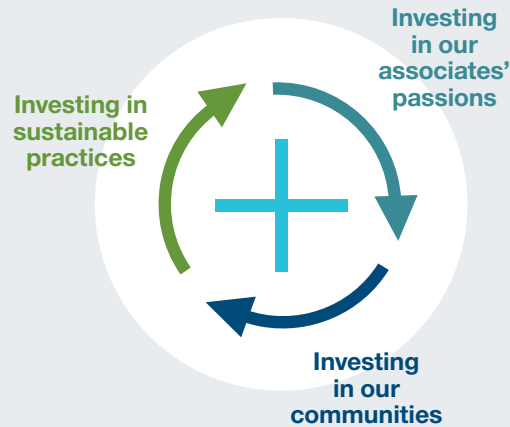 Investing
in our
associates’
passions
Investing in
sustainable
practices
Investing
in our
communities